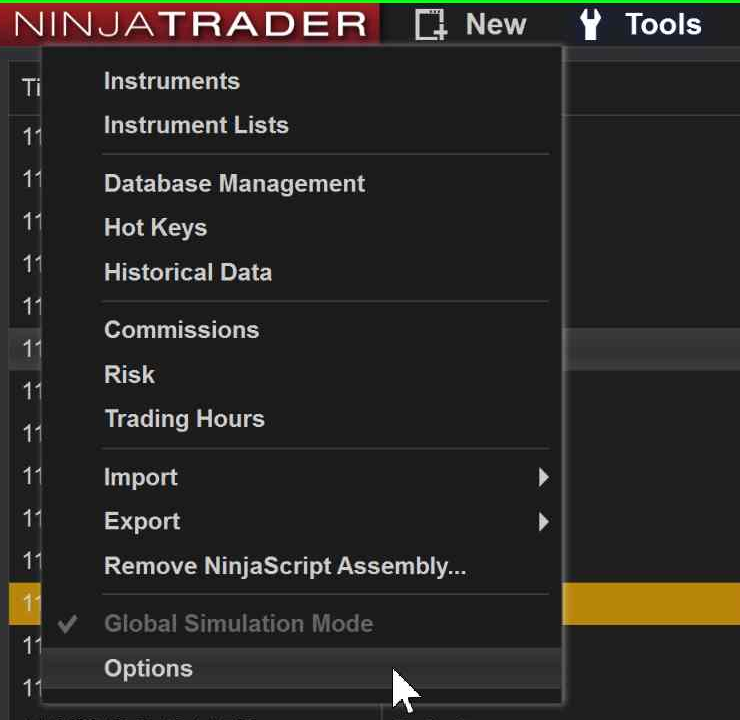 NINJATRADER New Tools
Ti
Instruments
11
Instrument Lists
11
Database Management
11
Hot Keys
11
Historical Data
11
Commissions
11
Risk
11
Trading Hours
11
Import
11
Export
11
Remove NinjaScript Assembly...
11
Global Simulation Mode
11
Options
11